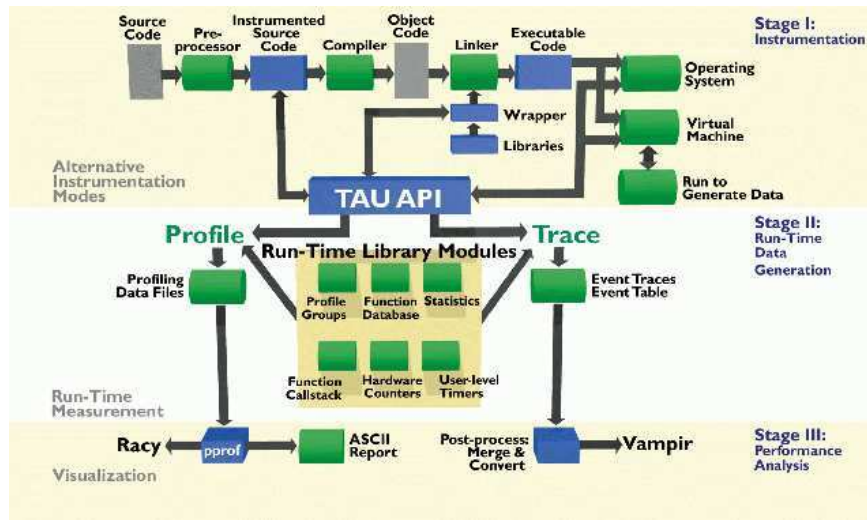 Source
Code
Pre-
processor
Instrumented
Source Code
Compiler
Object
Code
Linker
Executable
Code
Stage I:
Instrumentation
Operating
System
Wrapper
Libraries
Virtual
Machine
Run to
Generate Data
Alternative
Instrumentation
Modes
TAU API
Stage II:
Run-Time
Data
Generation
Profile
Run-Time Library Modules
Trace
Profiling
Data Files
Profile
Groups
Function
Database
Statistics
Event Traces
Event Table
Function
Callstack
Hardware
Counters
User-level
Timers
Run-Time
Measurement
Racy
pprof
ASCII
Report
Post-process:
Merge &
Convert
Vampir
Stage III:
Performance
Analysis
Visualization